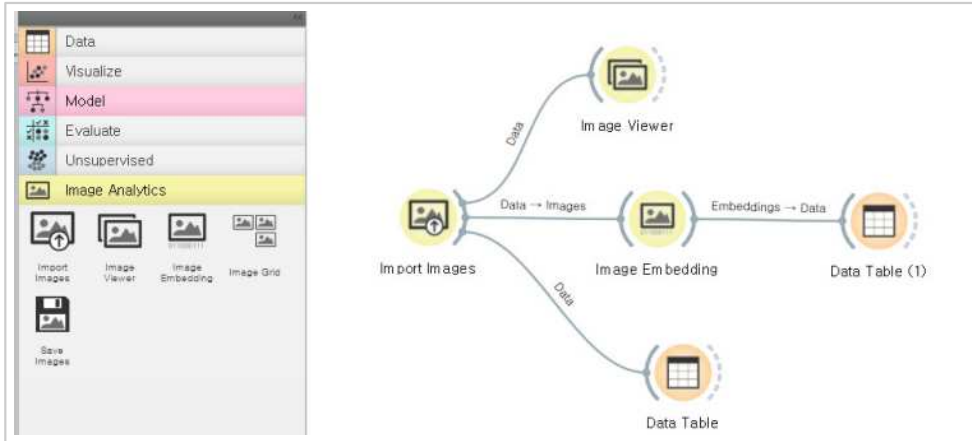 Data
Visualize
Model
Evaluate
Unsupervised
Image Analytics
Import
Images
Image
Viewer
Image
Embedding
Image Grid
Save
Images
Data
Image Viewer
Import Images
Data → Images
Image Embedding
Embeddings → Data
Data Table (1)
Data
Data Table